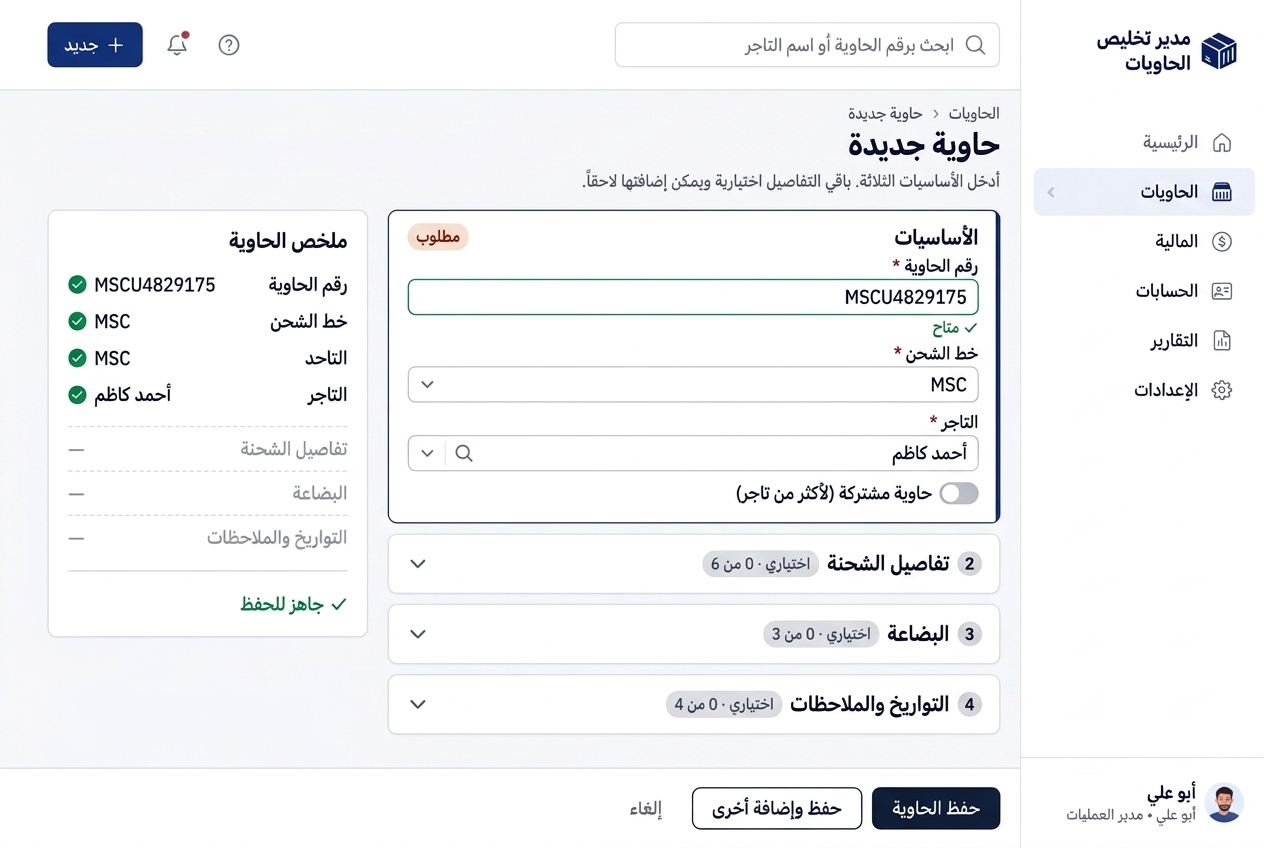 مدير تخليص
الحاويات
الرئيسية
الحاويات
المالية
الحسابات
التقارير
الإعدادات
أبو علي
أبو علي • مدير العمليات
ابحث برقم الحاوية أو اسم التاجر
جديد
الحاويات › حاوية جديدة
حاوية جديدة
أدخل الأساسيات الثلاثة. باقي التفاصيل اختيارية ويمكن إضافتها لاحقاً.
الأساسيات مطلوب
رقم الحاوية *
MSCU4829175
✓ متاح
خط الشحن *
MSC
التاجر *
أحمد كاظم
حاوية مشتركة (لأكثر من تاجر)
2 تفاصيل الشحنة اختياري · 0 من 6
3 البضاعة اختياري · 0 من 3
4 التواريخ والملاحظات اختياري · 0 من 4
ملخص الحاوية
رقم الحاوية MSCU4829175
خط الشحن MSC
التاحد MSC
التاجر أحمد كاظم
تفاصيل الشحنة —
البضاعة —
التواريخ والملاحظات —
✓ جاهز للحفظ
حفظ الحاوية
حفظ وإضافة أخرى
إلغاء